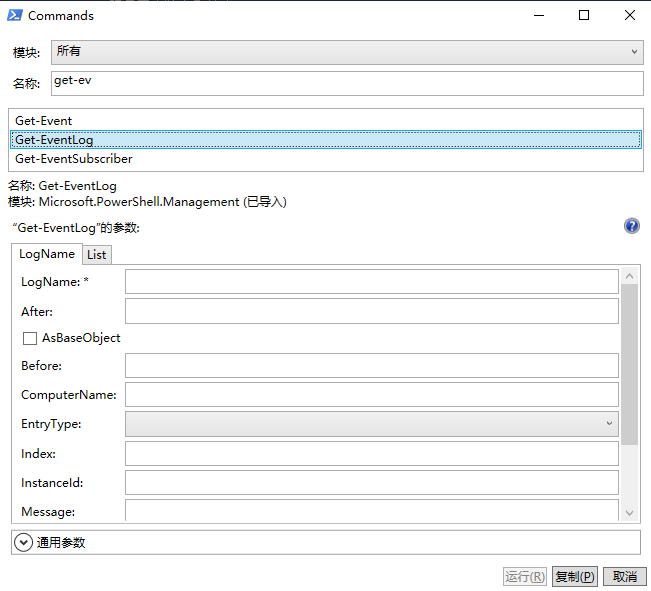 Commands
模块: 所有
名称: get-ev
Get-Event
Get-EventLog
Get-EventSubscriber
名称: Get-EventLog
模块: Microsoft.PowerShell.Management (已导入)
“Get-EventLog”的参数:
LogName List
LogName: *
After:
AsBaseObject
Before:
ComputerName:
EntryType:
Index:
InstanceId:
Message:
通用参数
运行(R) 复制(P) 取消